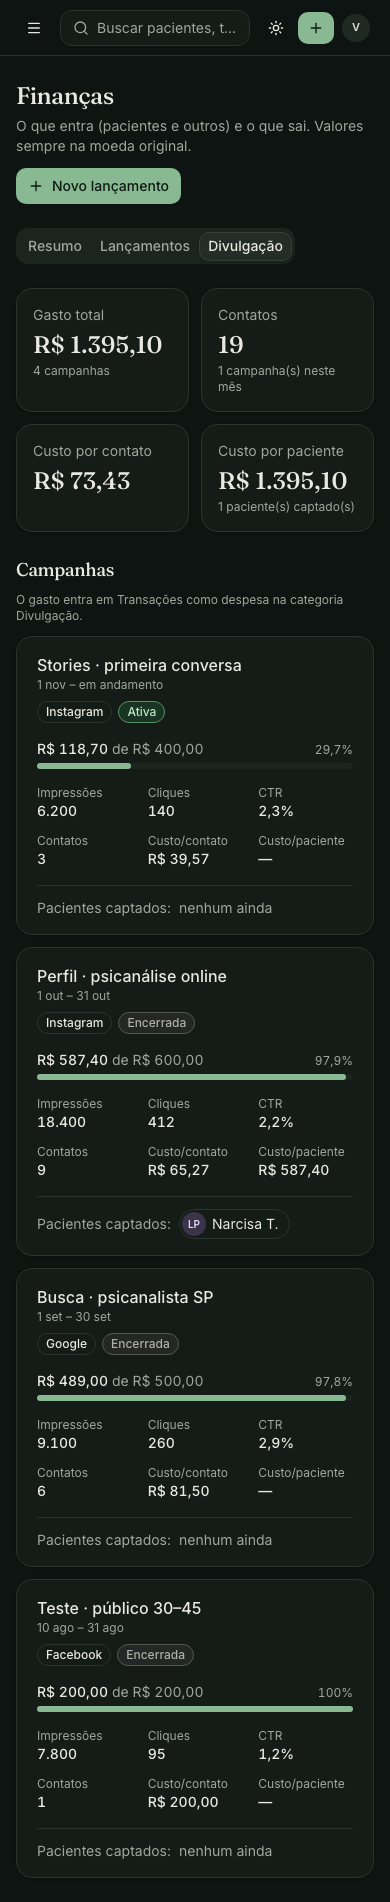 Buscar pacientes, t...
V
Finanças
O que entra (pacientes e outros) e o que sai. Valores
sempre na moeda original.
+ Novo lançamento
Resumo Lançamentos Divulgação
Gasto total
R$ 1.395,10
4 campanhas
Contatos
19
1 campanha(s) neste
mês
Custo por contato
R$ 73,43
Custo por paciente
R$ 1.395,10
1 paciente(s) captado(s)
Campanhas
O gasto entra em Transações como despesa na categoria
Divulgação.
Stories · primeira conversa
1 nov – em andamento
Instagram Ativa
R$ 118,70 de R$ 400,00 29,7%
Impressões Cliques CTR
6.200 140 2,3%
Contatos Custo/contato Custo/paciente
3 R$ 39,57 —
Pacientes captados: nenhum ainda
Perfil · psicanálise online
1 out – 31 out
Instagram Encerrada
R$ 587,40 de R$ 600,00 97,9%
Impressões Cliques CTR
18.400 412 2,2%
Contatos Custo/contato Custo/paciente
9 R$ 65,27 R$ 587,40
Pacientes captados: LP Narcisa T.
Busca · psicanalista SP
1 set – 30 set
Google Encerrada
R$ 489,00 de R$ 500,00 97,8%
Impressões Cliques CTR
9.100 260 2,9%
Contatos Custo/contato Custo/paciente
6 R$ 81,50 —
Pacientes captados: nenhum ainda
Teste · público 30–45
10 ago – 31 ago
Facebook Encerrada
R$ 200,00 de R$ 200,00 100%
Impressões Cliques CTR
7.800 95 1,2%
Contatos Custo/contato Custo/paciente
1 R$ 200,00 —
Pacientes captados: nenhum ainda